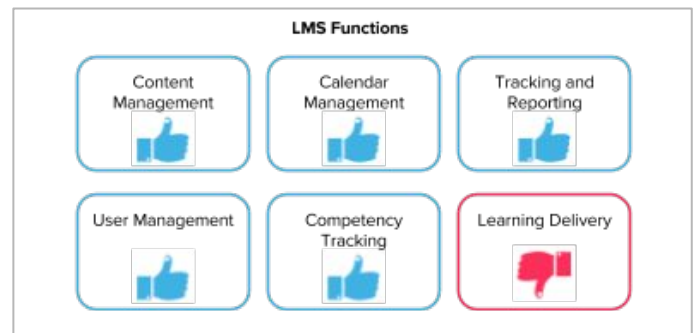 LMS Functions
Content
Management
Calendar
Management
Tracking and
Reporting
User Management
Competency
Tracking
Learning Delivery